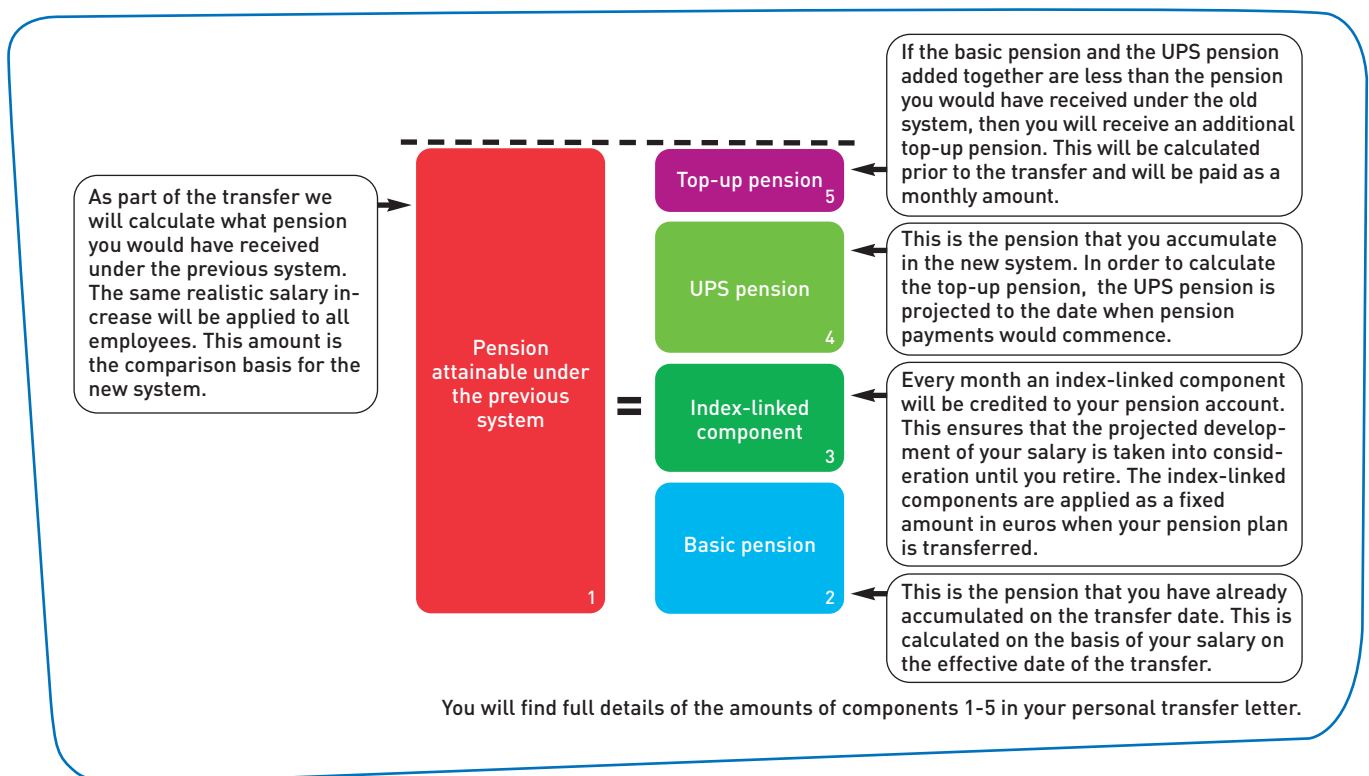 As part of the transfer we
will calculate what pension
you would have received
under the previous system.
The same realistic salary in-
crease will be applied to all
employees. This amount is
the comparison basis for the
new system.
Pension
attainable under
the previous
system
1
=
Top-up pension
5
UPS pension
4
Index-linked
component
3
Basic pension
2
If the basic pension and the UPS pension
added together are less than the pension
you would have received under the old
system, then you will receive an additional
top-up pension. This will be calculated
prior to the transfer and will be paid as a
monthly amount.
This is the pension that you accumulate
in the new system. In order to calculate
the top-up pension, the UPS pension is
projected to the date when pension
payments would commence.
Every month an index-linked component
will be credited to your pension account.
This ensures that the projected develop-
ment of your salary is taken into consid-
eration until you retire. The index-linked
components are applied as a fixed
amount in euros when your pension plan
is transferred.
This is the pension that you have already
accumulated on the transfer date. This is
calculated on the basis of your salary on
the effective date of the transfer.
You will find full details of the amounts of components 1-5 in your personal transfer letter.